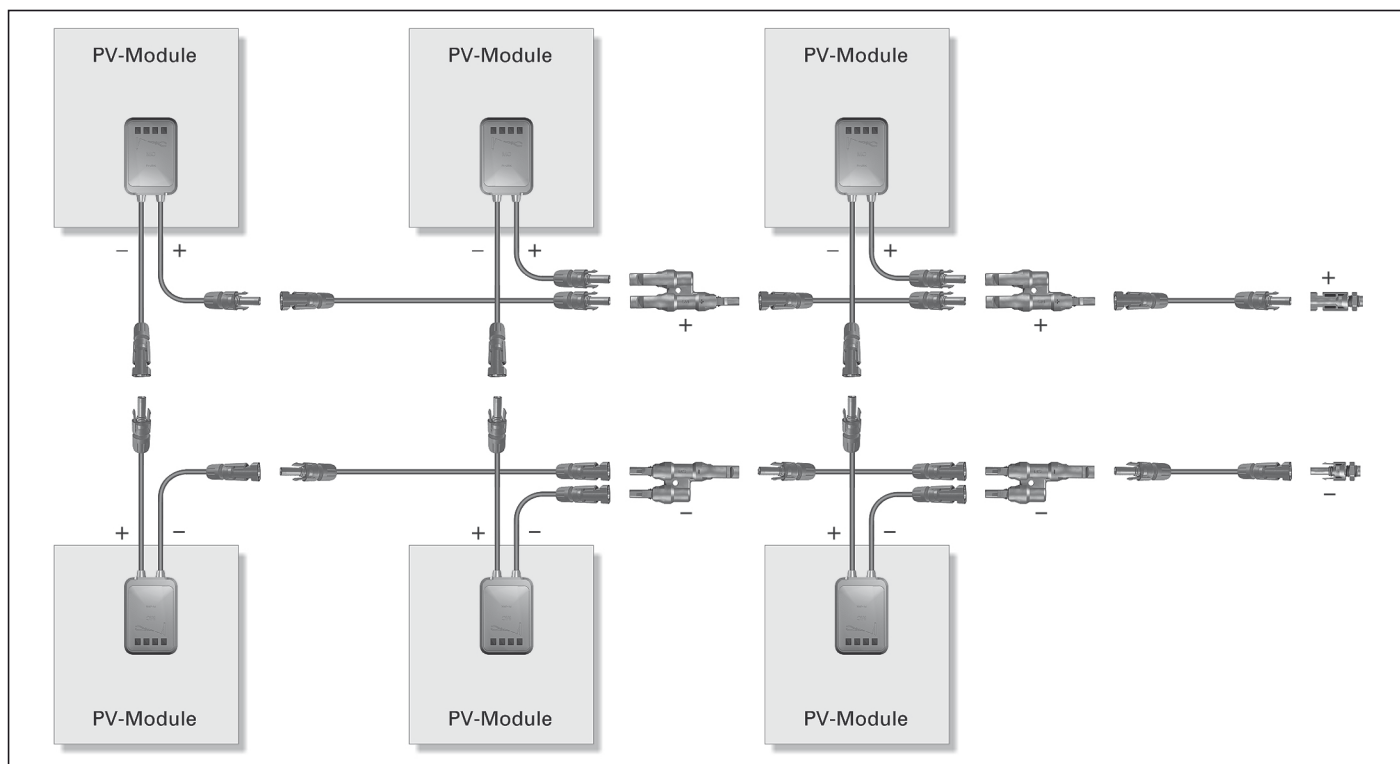 PV-Module PV-Module PV-Module
– + – + – +
+
+ +
+ – + – + –
– – –
PV-Module PV-Module PV-Module